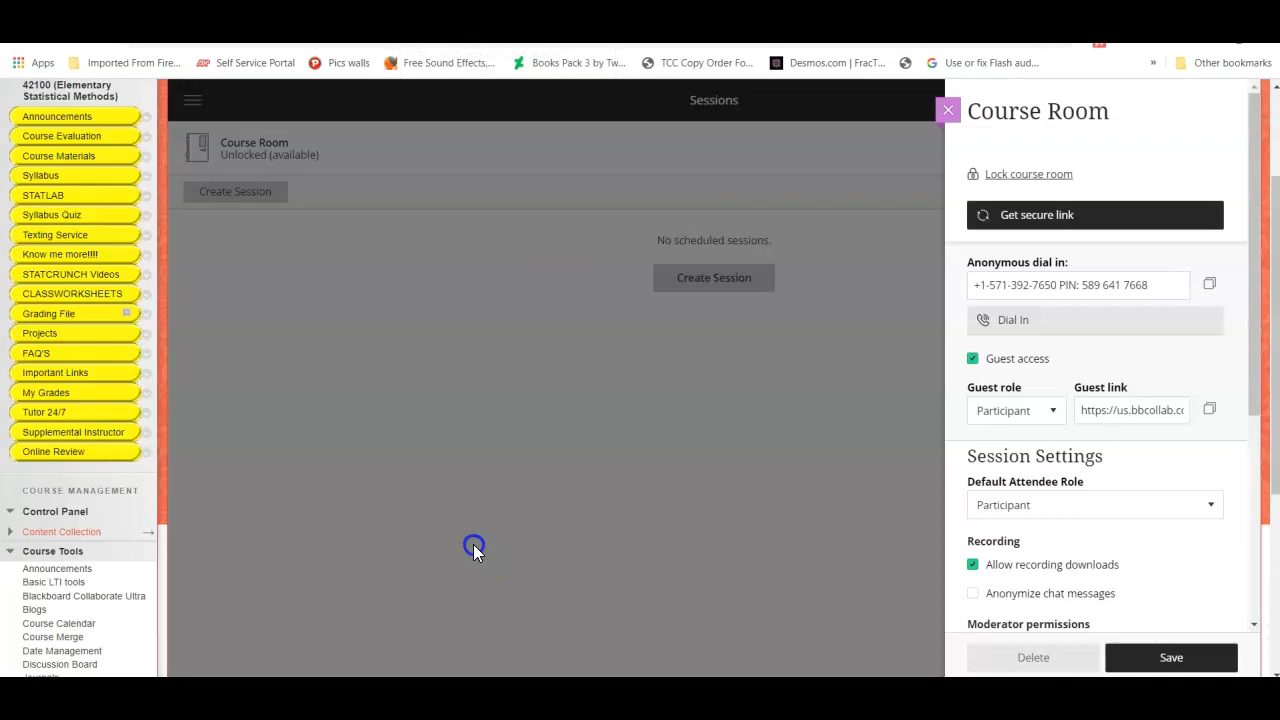 Apps
Imported From Fire...
Self Service Portal
Pics walls
Free Sound Effects,...
Books Pack 3 by Tw...
TCC Copy Order Fo...
Desmos.com | FracT...
Use or fix Flash aud...
»
Other bookmarks
42100 (Elementary
Statistical Methods)
Announcements
Course Evaluation
Course Materials
Syllabus
STATLAB
Syllabus Quiz
Texting Service
Know me more!!!!
STATCRUNCH Videos
CLASSWORKSHEETS
Grading File
Projects
FAQ'S
Important Links
My Grades
Tutor 24/7
Supplemental Instructor
Online Review
COURSE MANAGEMENT
Control Panel
Content Collection
Course Tools
Announcements
Basic LTI tools
Blackboard Collaborate Ultra
Blogs
Course Calendar
Course Merge
Date Management
Discussion Board
Sessions
Course Room
Unlocked (available)
Create Session
No scheduled sessions.
Create Session
Course Room
Lock course room
Get secure link
Anonymous dial in:
+1-571-392-7650 PIN: 589 641 7668
Dial In
Guest access
Guest role
Guest link
Participant
https://us.bbcollab.cc
Session Settings
Default Attendee Role
Participant
Recording
Allow recording downloads
Anonymize chat messages
Moderator permissions
Delete
Save